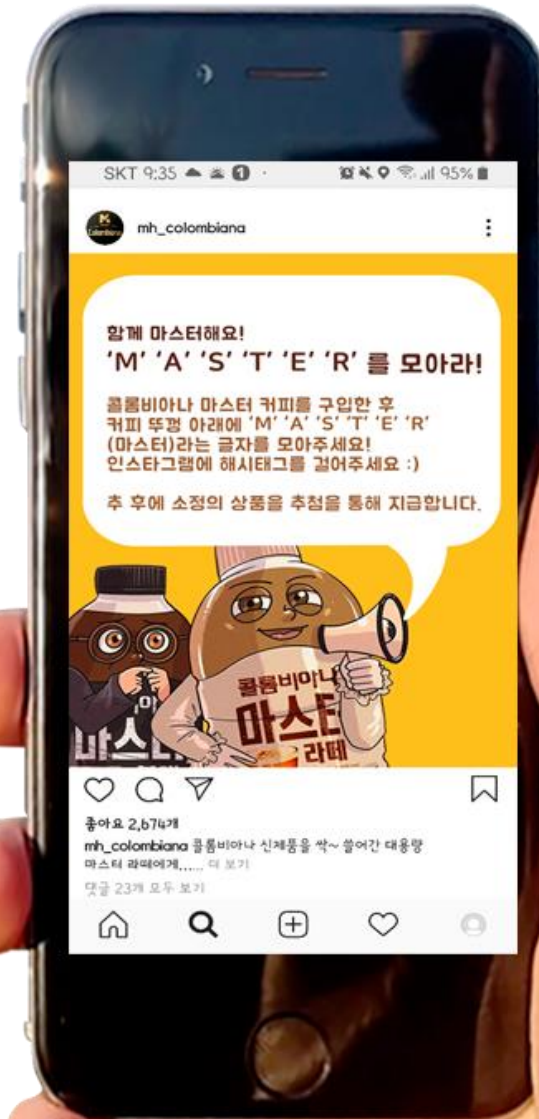 SKT 9:35
95%
M
Colombiana
mh_colombiana
함께 마스터해요!
'M' 'A' 'S' 'T' 'E' 'R' 를 모아라!
콜롬비아나 마스터 커피를 구입한 후
커피 뚜껑 아래에 'M' 'A' 'S' 'T' 'E' 'R'
(마스터)라는 글자를 모아주세요!
인스타그램에 해시태그를 걸어주세요 :)
추 후에 소정의 상품을 추첨을 통해 지급합니다.
콜롬비아나
마스터
라떼
마스터
좋아요 2,674개
mh_colombiana 콜롬비아나 신제품을 싹~ 쓸어간 대용량
마스터 라떼에게...... 더 보기
댓글 23개 모두 보기